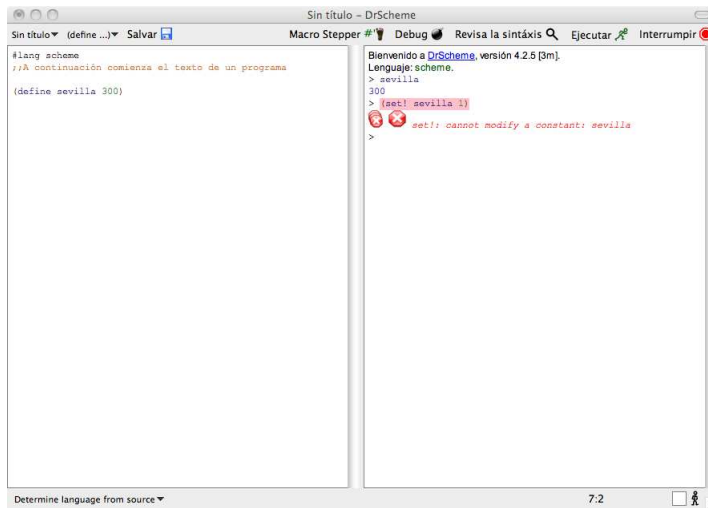 Sin título – DrScheme
Sin título (define ...) Salvar Macro Stepper #'  Debug Revisa la sintáxis Ejecutar Interrumpir
#lang scheme
;;A continuación comienza el texto de un programa
(define sevilla 300)
Bienvenido a DrScheme, versión 4.2.5 [3m].
Lenguaje: scheme.
> sevilla
300
> (set! sevilla 1)
set!: cannot modify a constant: sevilla
>
Determine language from source 7:2